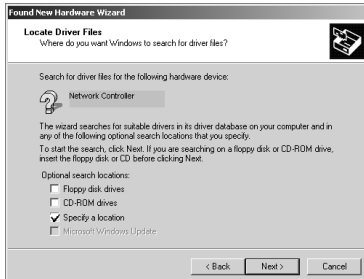 Found New Hardware Wizard
Locate Driver Files
Where do you want Windows to search for driver files?
Search for driver files for the following hardware device:
Network Controller
The wizard searches for suitable drivers in its driver database on your computer and in
any of the following optional search locations that you specify.
To start the search, click Next. If you are searching on a floppy disk or CD-ROM drive,
insert the floppy disk or CD before clicking Next.
Optional search locations:
Floppy disk drives
CD-ROM drives
Specify a location
Microsoft Windows Update
< Back
Next >
Cancel